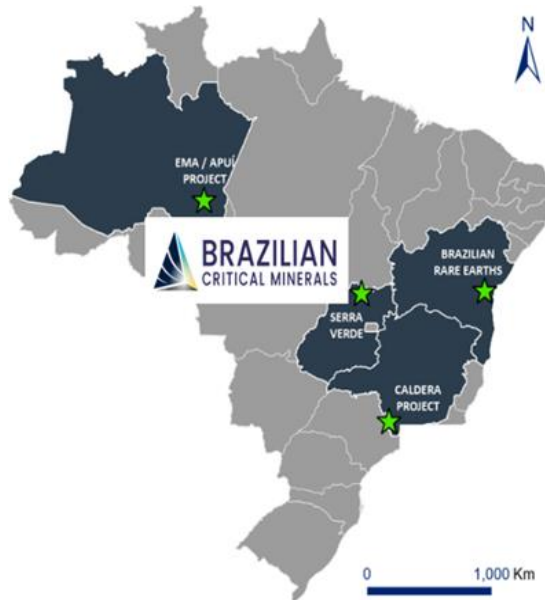 N
EMA / APUÍ
PROJECT
BRAZILIAN
CRITICAL MINERALS
BRAZILIAN
RARE EARTHS
SERRA
VERDE
CALDERA
PROJECT
0 1,000 Km